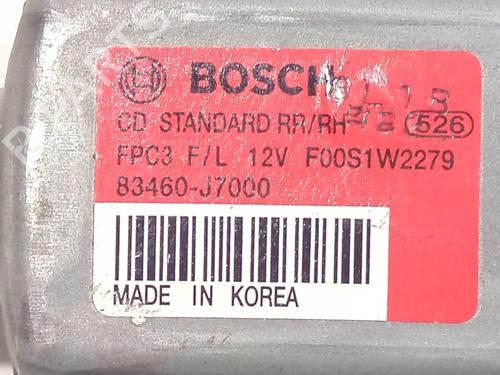 BOSCH
CD STANDARD RR/RH 526
FPC3 F/L 12V F00S1W2279
83460-J7000
MADE IN KOREA